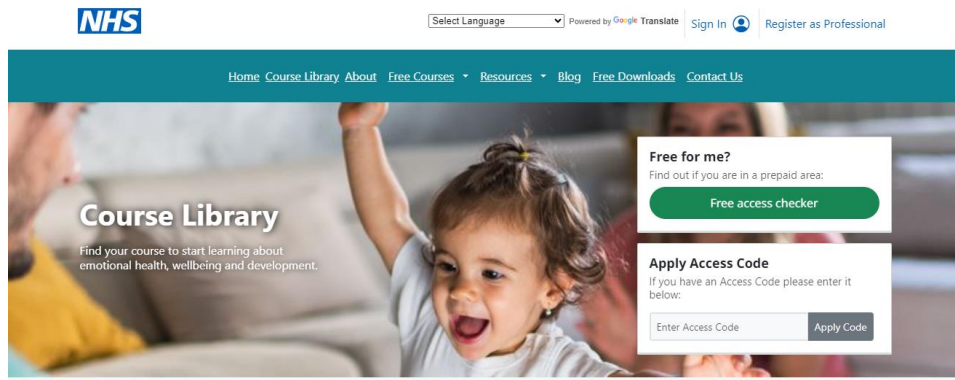 NHS
Select Language
Powered by Google Translate
Sign In
Register as Professional
Home Course Library About Free Courses Resources Blog Free Downloads Contact Us
Course Library
Find your course to start learning about
emotional health, wellbeing and development.
Free for me?
Find out if you are in a prepaid area:
Free access checker
Apply Access Code
If you have an Access Code please enter it
below:
Enter Access Code
Apply Code